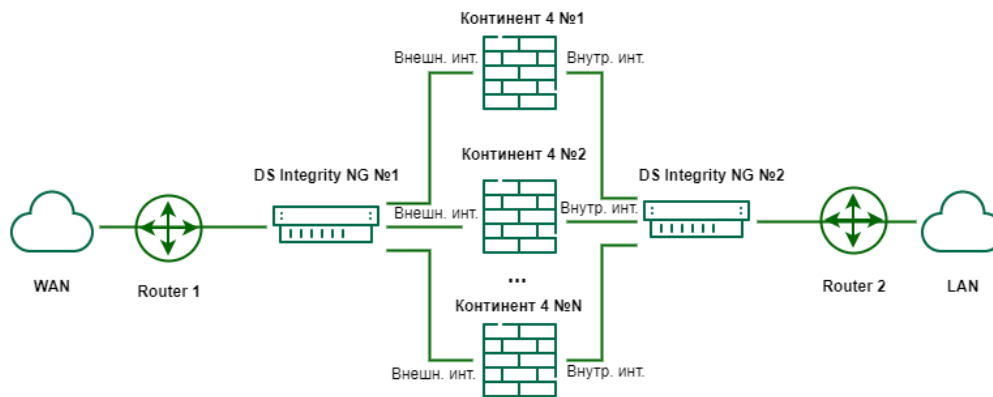 Континент 4 №1
Внешн. инт.
Внутр. инт.
Континент 4 №2
DS Integrity NG №1
DS Integrity NG №2
Внешн. инт.
Внутр. инт.
WAN
Router 1
...
Router 2
LAN
Континент 4 №N
Внешн. инт.
Внутр. инт.